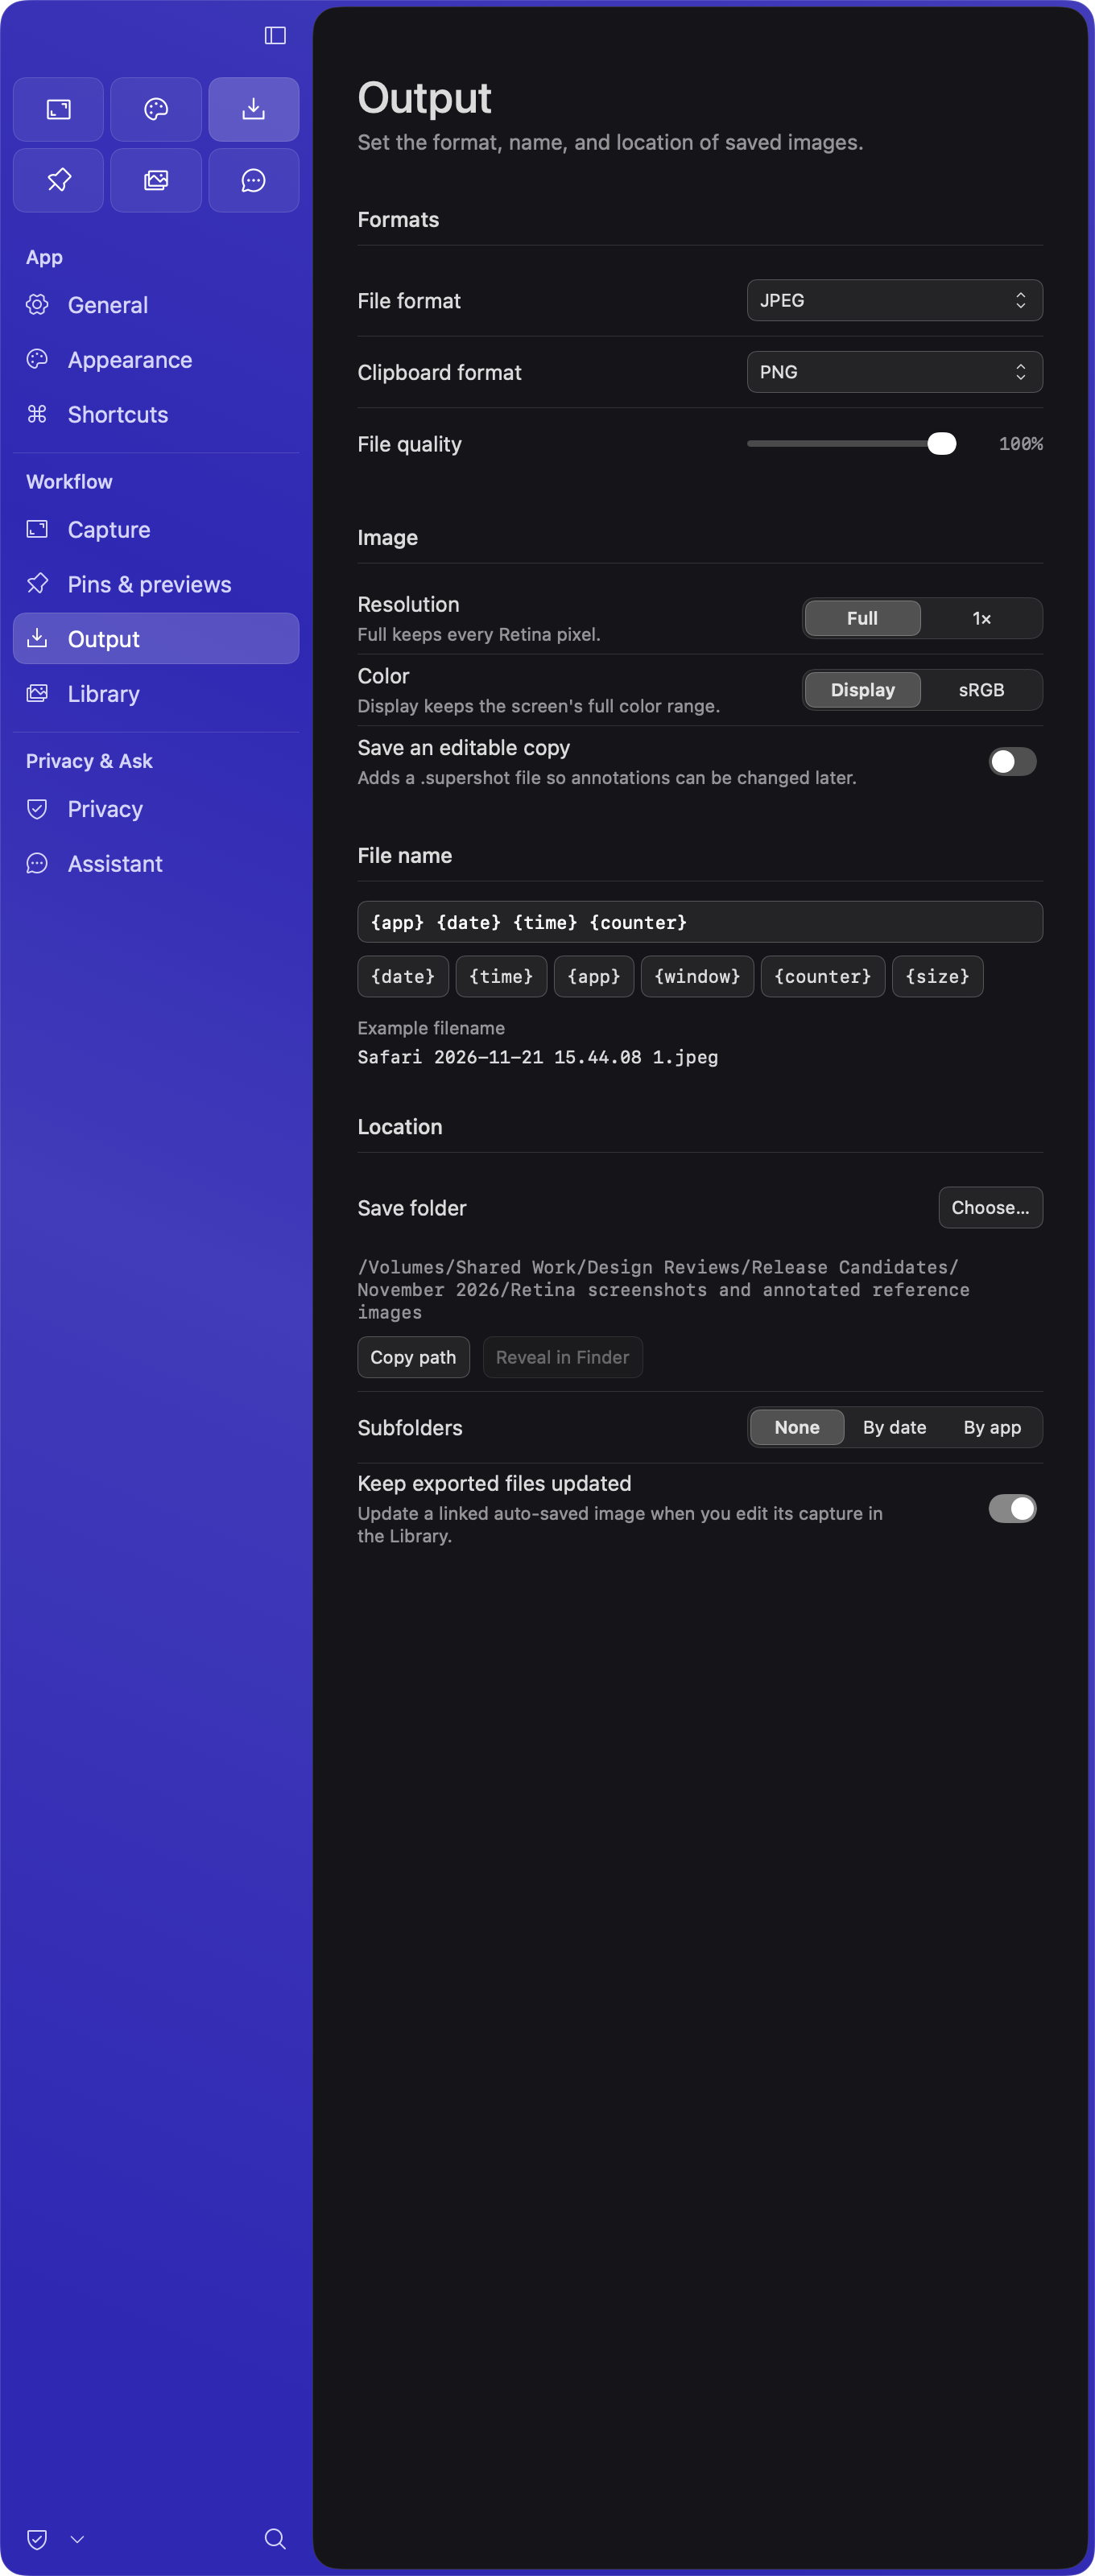 App
General
Appearance
Shortcuts
Workflow
Capture
Pins & previews
Output
Library
Privacy & Ask
Privacy
Assistant
Output
Set the format, name, and location of saved images.
Formats
File format
JPEG
Clipboard format
PNG
File quality
100%
Image
Resolution
Full keeps every Retina pixel.
Full
1×
Color
Display keeps the screen's full color range.
Display
sRGB
Save an editable copy
Adds a .supershot file so annotations can be changed later.
File name
{app} {date} {time} {counter}
{date} {time} {app} {window} {counter} {size}
Example filename
Safari 2026-11-21 15.44.08 1.jpeg
Location
Save folder
Choose...
/Volumes/Shared Work/Design Reviews/Release Candidates/
November 2026/Retina screenshots and annotated reference
images
Copy path
Reveal in Finder
Subfolders
None
By date
By app
Keep exported files updated
Update a linked auto-saved image when you edit its capture in
the Library.